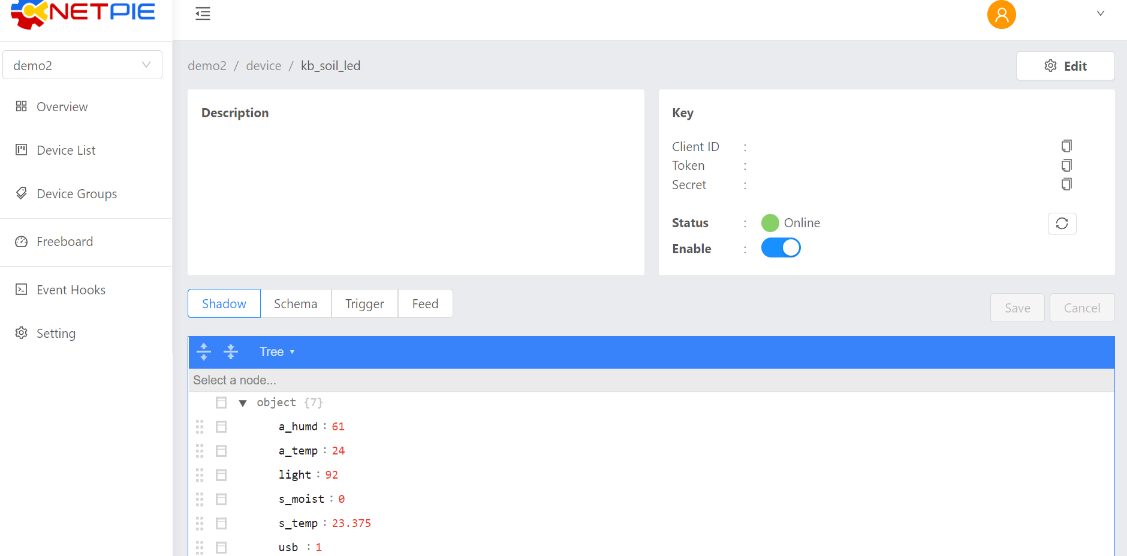 NETPIE
demo2
Overview
Device List
Device Groups
Freeboard
Event Hooks
Setting
demo2 / device / kb_soil_led
Edit
Description
Key
Client ID :
Token :
Secret :
Status : Online
Enable :
Shadow Schema Trigger Feed
Save Cancel
Tree ▾
Select a node...
▼ object {7}
a_humd : 61
a_temp : 24
light : 92
s_moist : 0
s_temp : 23.375
usb : 1